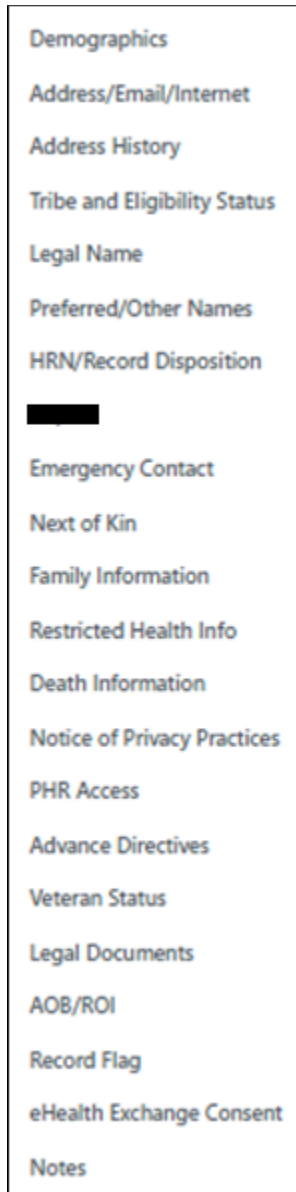 Demographics
Address/Email/Internet
Address History
Tribe and Eligibility Status
Legal Name
Preferred/Other Names
HRN/Record Disposition
Emergency Contact
Next of Kin
Family Information
Restricted Health Info
Death Information
Notice of Privacy Practices
PHR Access
Advance Directives
Veteran Status
Legal Documents
AOB/ROI
Record Flag
eHealth Exchange Consent
Notes